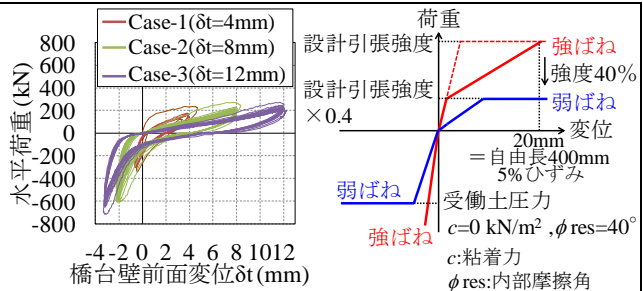 Case-1(δt=4mm)
Case-2(δt=8mm)
Case-3(δt=12mm)
水平荷重(kN)
800
600
400
200
0
-200
-400
-600
-800
-4 -2 0 2 4 6 8 10 12
橋台壁前面変位δt (mm)
荷重
設計引張強度
強ばね
強度40%
設計引張強度
×0.4
弱ばね
変位
20mm
=自由長400mm
5%ひずみ
弱ばね
受働土圧力
c=0 kN/m² ,φres=40°
強ばね
c:粘着力
φres:内部摩擦角